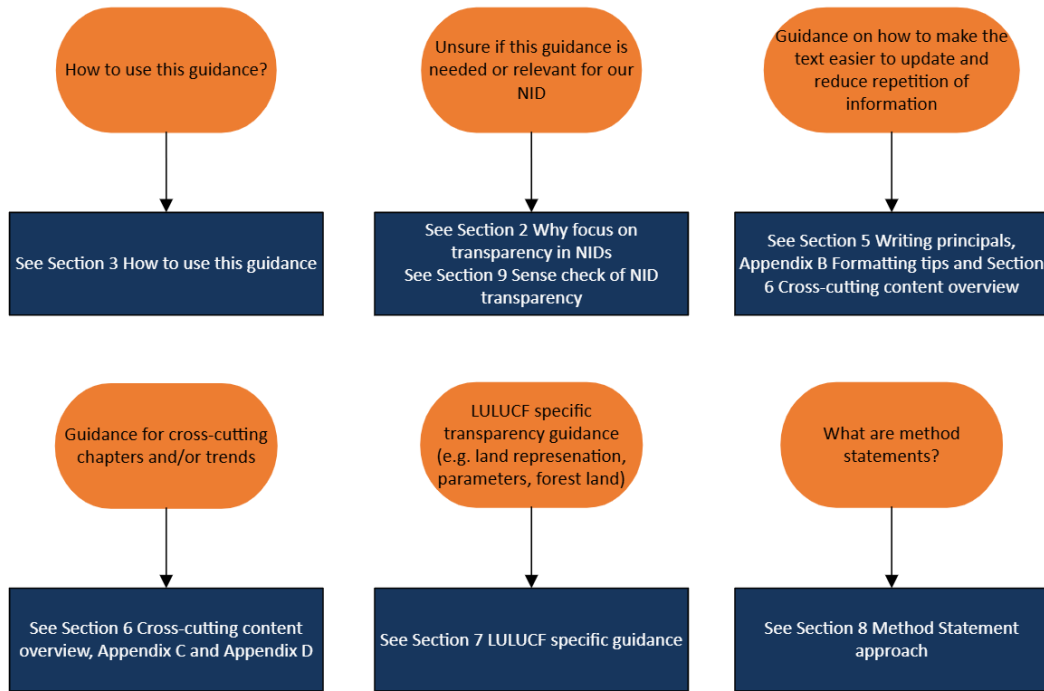 How to use this guidance?
Unsure if this guidance is
needed or relevant for our
NID
Guidance on how to make the
text easier to update and
reduce repetition of
information
See Section 3 How to use this guidance
See Section 2 Why focus on
transparency in NIDs
See Section 9 Sense check of NID
transparency
See Section 5 Writing principals,
Appendix B Formatting tips and Section
6 Cross-cutting content overview
Guidance for cross-cutting
chapters and/or trends
LULUCF specific
transparency guidance
(e.g. land represenation,
parameters, forest land)
What are method
statements?
See Section 6 Cross-cutting content
overview, Appendix C and Appendix D
See Section 7 LULUCF specific guidance
See Section 8 Method Statement
approach